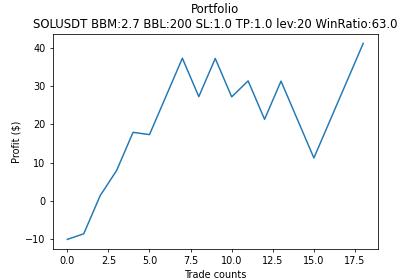 Portfolio
SOLUSDT BBM:2.7 BBL:200 SL:1.0 TP:1.0 lev:20 WinRatio:63.0
Profit ($)
40
30
20
10
0
−10
0.0 2.5 5.0 7.5 10.0 12.5 15.0 17.5
Trade counts